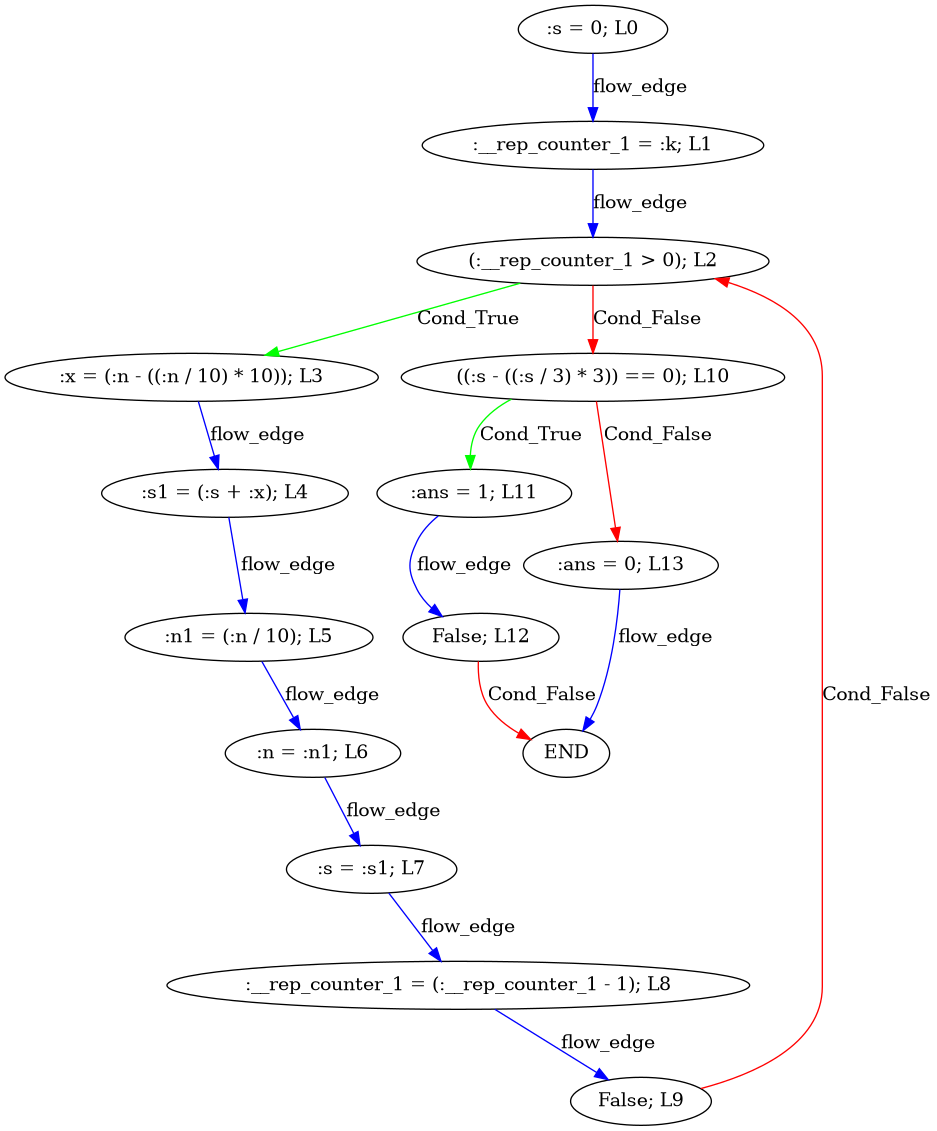 :s = 0; L0
flow_edge
:__rep_counter_1 = :k; L1
flow_edge
(:__rep_counter_1 > 0); L2
Cond_True
Cond_False
:x = (:n - ((:n / 10) * 10)); L3
((:s - ((:s / 3) * 3)) == 0); L10
flow_edge
Cond_True
Cond_False
:s1 = (:s + :x); L4
:ans = 1; L11
flow_edge
flow_edge
:ans = 0; L13
:n1 = (:n / 10); L5
False; L12
flow_edge
flow_edge
Cond_False
Cond_False
:n = :n1; L6
END
flow_edge
:s = :s1; L7
flow_edge
:__rep_counter_1 = (:__rep_counter_1 - 1); L8
flow_edge
False; L9